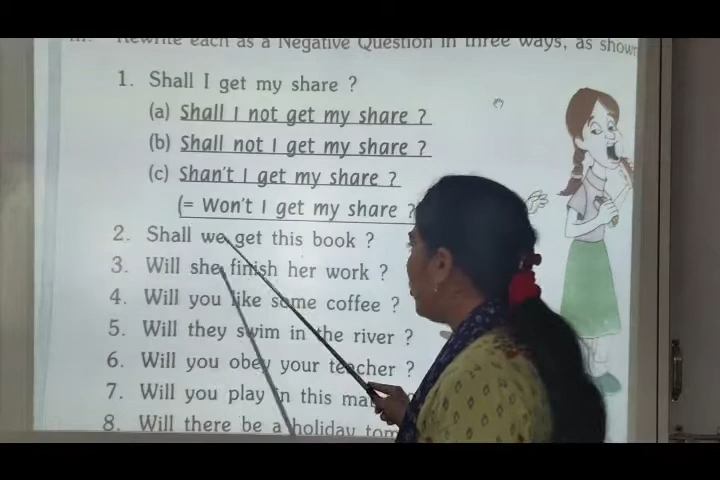 Rewrite each as a Negative Question in three ways, as shown
1. Shall I get my share ?
(a) Shall I not get my share ?
(b) Shall not I get my share ?
(c) Shan't I get my share ?
(= Won't I get my share ?
2. Shall we get this book ?
3. Will she finish her work ?
4. Will you like some coffee ?
5. Will they swim in the river ?
6. Will you obey your teacher ?
7. Will you play in this
8. Will there be a holiday